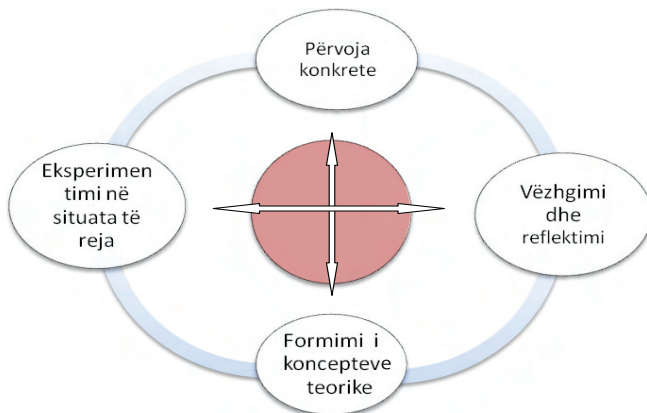 Përvoja
konkrete
Eksperimen
timi në
situata të
reja
Vëzhgimi
dhe
reflektimi
Formimi i
koncepteve
teorike